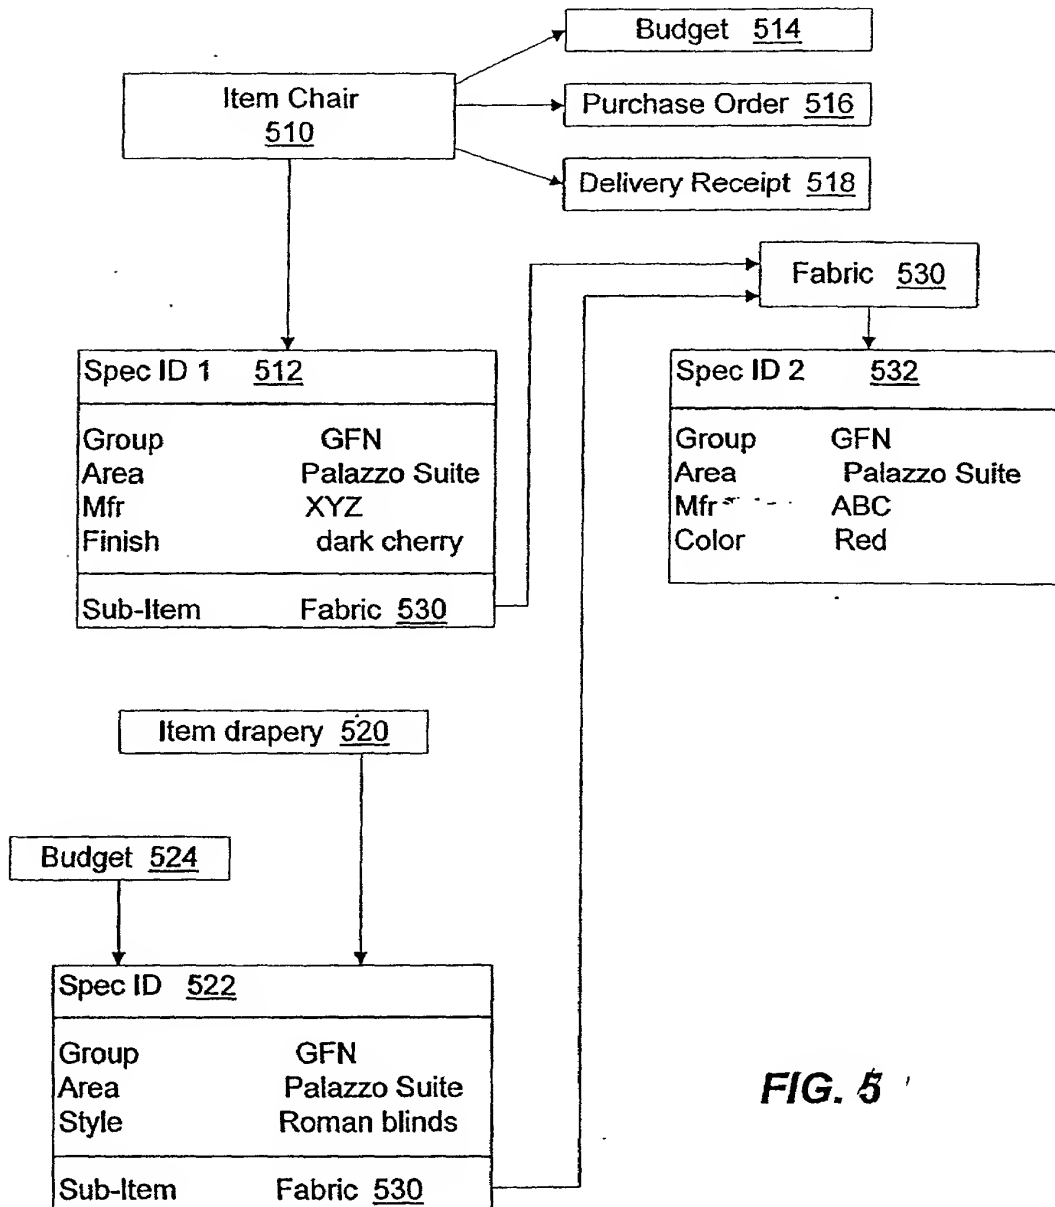 Budget 514
Item Chair
510
Purchase Order 516
Delivery Receipt 518
Fabric 530
Spec ID 1 512
Group GFN
Area Palazzo Suite
Mfr XYZ
Finish dark cherry
Sub-Item Fabric 530
Spec ID 2 532
Group GFN
Area Palazzo Suite
Mfr ABC
Color Red
Item drapery 520
Budget 524
Spec ID 522
Group GFN
Area Palazzo Suite
Style Roman blinds
Sub-Item Fabric 530
FIG. 5